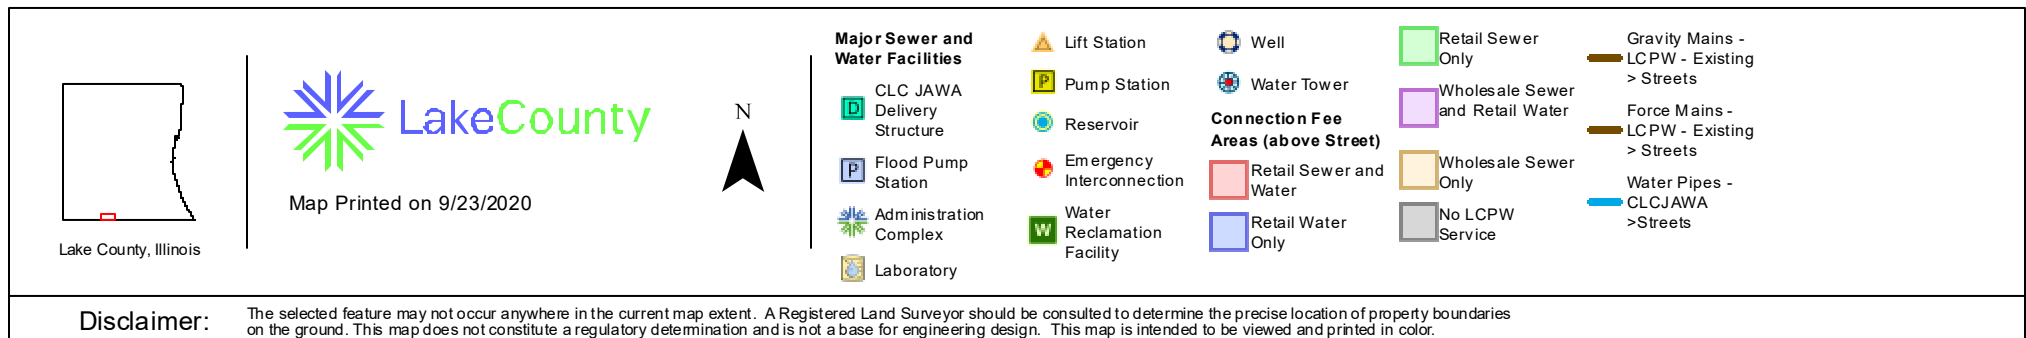 Lake County, Illinois
LakeCounty
Map Printed on 9/23/2020
N
Major Sewer and
Water Facilities
D
CLC JAWA
Delivery
Structure
P
Flood Pump
Station
Administration
Complex
Laboratory
Lift Station
P
Pump Station
Reservoir
Emergency
Interconnection
W
Water
Reclamation
Facility
Well
Water Tower
Connection Fee
Areas (above Street)
Retail Sewer and
Water
Retail Water
Only
Retail Sewer
Only
Wholesale Sewer
and Retail Water
Wholesale Sewer
Only
No LCPW
Service
Gravity Mains -
LCPW - Existing
> Streets
Force Mains -
LCPW - Existing
> Streets
Water Pipes -
CLCJAWA
>Streets
Disclaimer:
The selected feature may not occur anywhere in the current map extent. A Registered Land Surveyor should be consulted to determine the precise location of property boundaries
on the ground. This map does not constitute a regulatory determination and is not a base for engineering design. This map is intended to be viewed and printed in color.